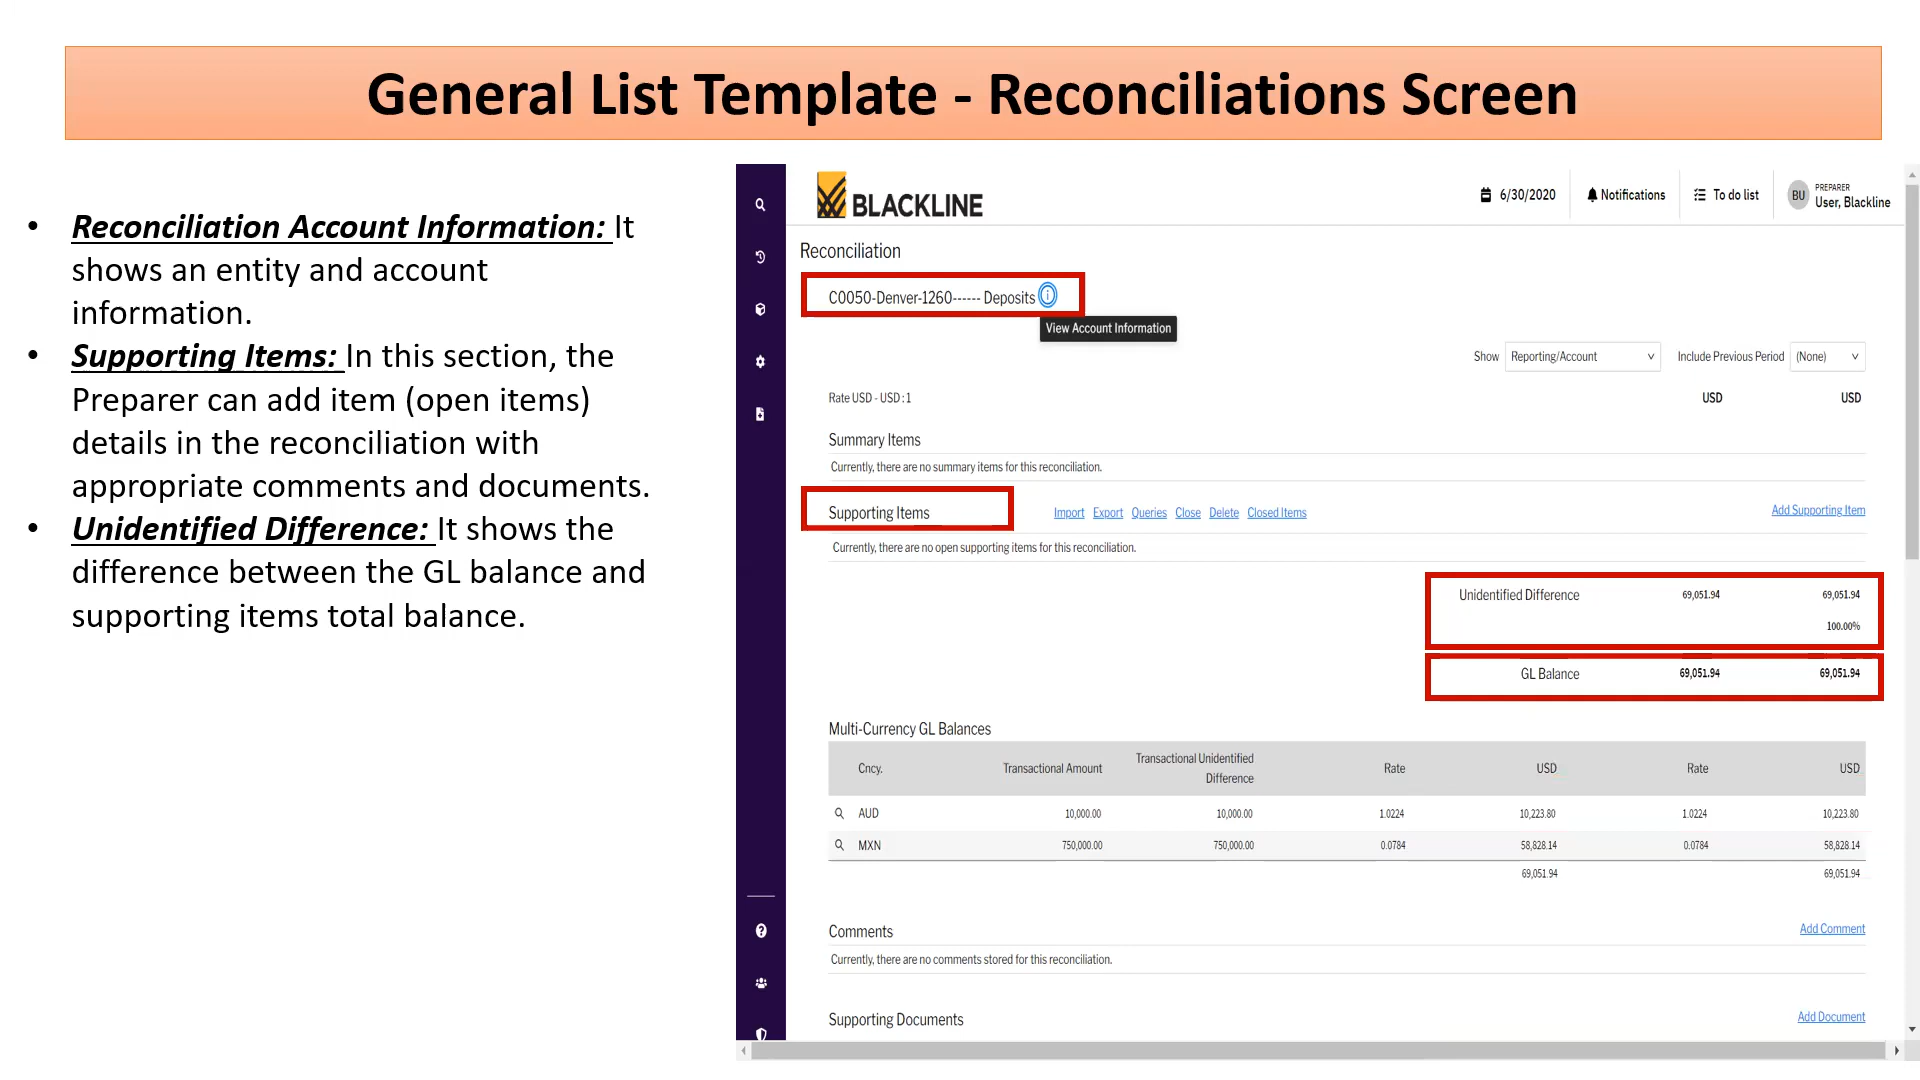 General List Template - Reconciliations Screen
• Reconciliation Account Information: It
shows an entity and account
information.
• Supporting Items: In this section, the
Preparer can add item (open items)
details in the reconciliation with
appropriate comments and documents.
• Unidentified Difference: It shows the
difference between the GL balance and
supporting items total balance.
BLACKLINE
6/30/2020 Notifications To do list BU PREPARER
User, Blackline
Reconciliation
C0050-Denver-1260------ Deposits
View Account Information
Show Reporting/Account Include Previous Period (None)
Rate USD - USD : 1 USD USD
Summary Items
Currently, there are no summary items for this reconciliation.
Supporting Items Import Export Queries Close Delete Closed Items Add Supporting Item
Currently, there are no open supporting items for this reconciliation.
Unidentified Difference 69,051.94 69,051.94
100.00%
GL Balance 69,051.94 69,051.94
Multi-Currency GL Balances
Cncy. Transactional Amount Transactional Unidentified Difference Rate USD Rate USD
AUD 10,000.00 10,000.00 1.0224 10,223.80 1.0224 10,223.80
MXN 750,000.00 750,000.00 0.0784 58,828.14 0.0784 58,828.14
69,051.94 69,051.94
Comments Add Comment
Currently, there are no comments stored for this reconciliation.
Supporting Documents Add Document